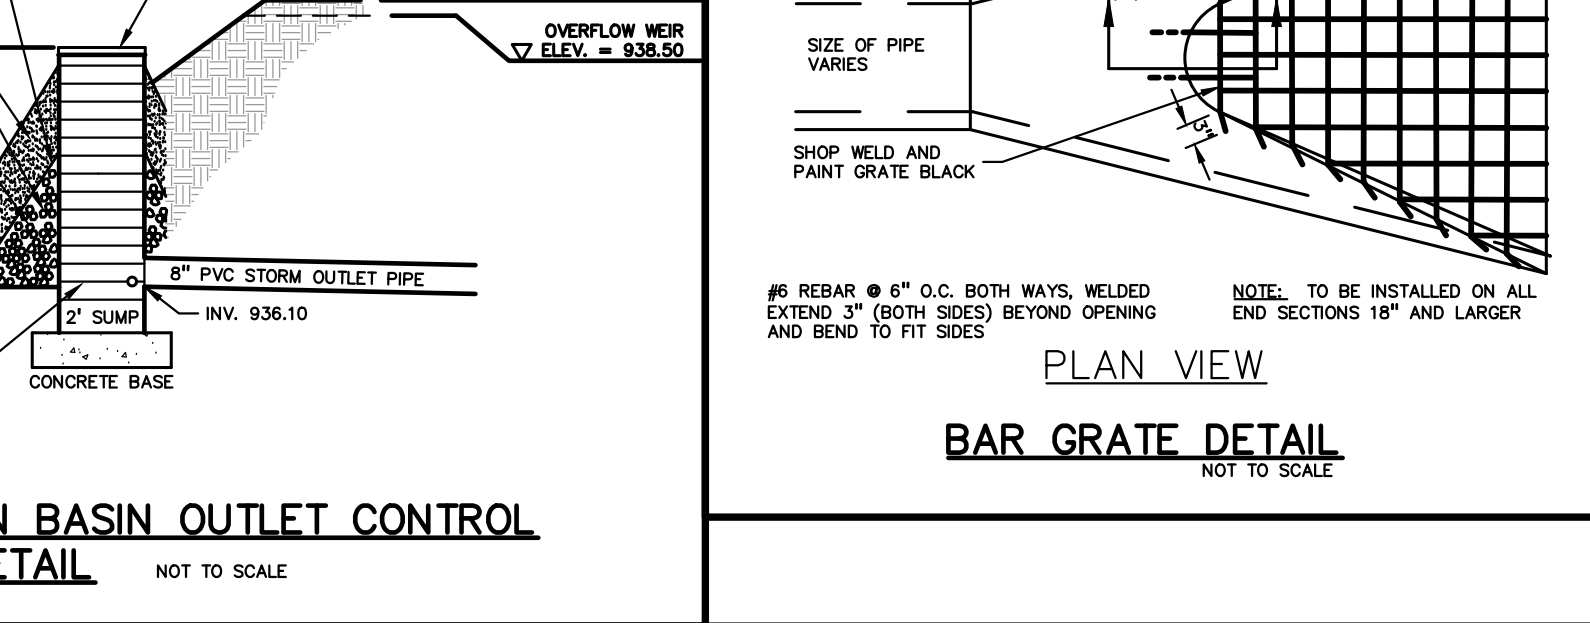 OVERFLOW WEIR
ELEV. = 938.50
8" PVC STORM OUTLET PIPE
INV. 936.10
2' SUMP
CONCRETE BASE
N BASIN OUTLET CONTROL
ETAIL
NOT TO SCALE
SIZE OF PIPE
VARIES
3"
SHOP WELD AND
PAINT GRATE BLACK
#6 REBAR @ 6" O.C. BOTH WAYS, WELDED
EXTEND 3" (BOTH SIDES) BEYOND OPENING
AND BEND TO FIT SIDES
NOTE: TO BE INSTALLED ON ALL
END SECTIONS 18" AND LARGER
PLAN VIEW
BAR GRATE DETAIL
NOT TO SCALE